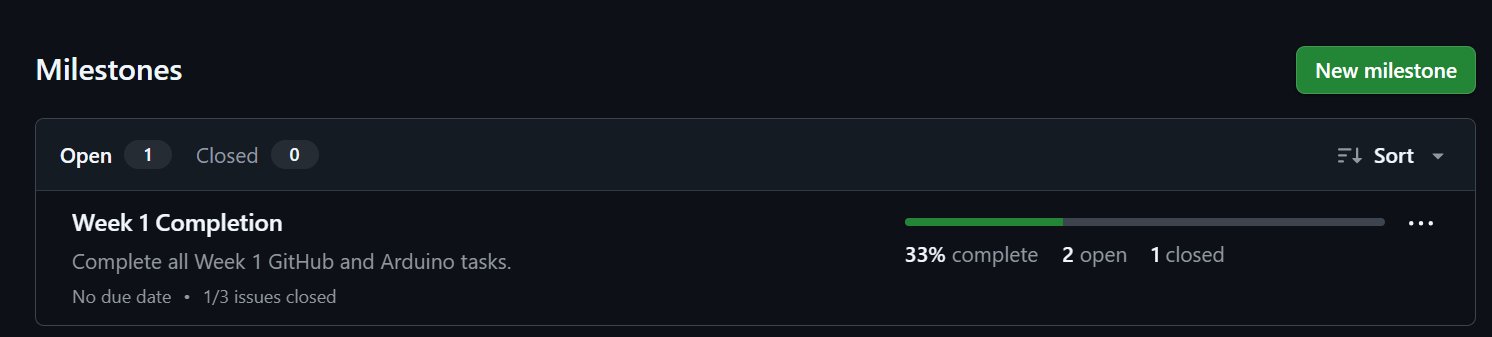 Milestones
New milestone
Open 1 Closed 0
Sort
Week 1 Completion
33% complete 2 open 1 closed
Complete all Week 1 GitHub and Arduino tasks.
No due date • 1/3 issues closed